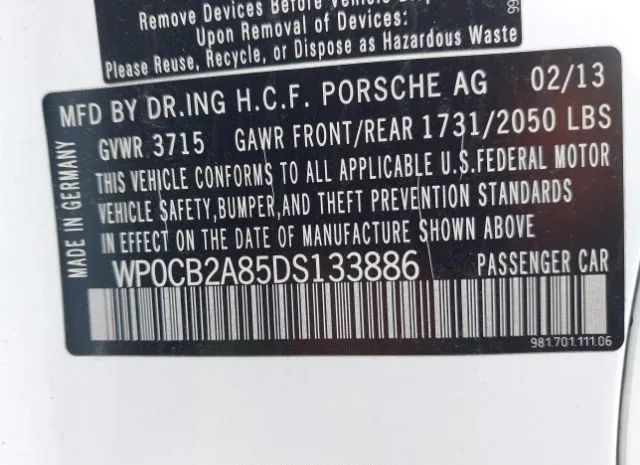 Remove Devices Before Vehicle
Upon Removal of Devices:
Please Reuse, Recycle, or Dispose as Hazardous Waste
99
MFD BY DR.ING H.C.F. PORSCHE AG 02/13
GVWR 3715 GAWR FRONT/REAR 1731/2050 LBS
THIS VEHICLE CONFORMS TO ALL APPLICABLE U.S.FEDERAL MOTOR
VEHICLE SAFETY,BUMPER,AND THEFT PREVENTION STANDARDS
IN EFFECT ON THE DATE OF MANUFACTURE SHOWN ABOVE
MADE IN GERMANY
WP0CB2A85DS133886 PASSENGER CAR
981.701.111.06